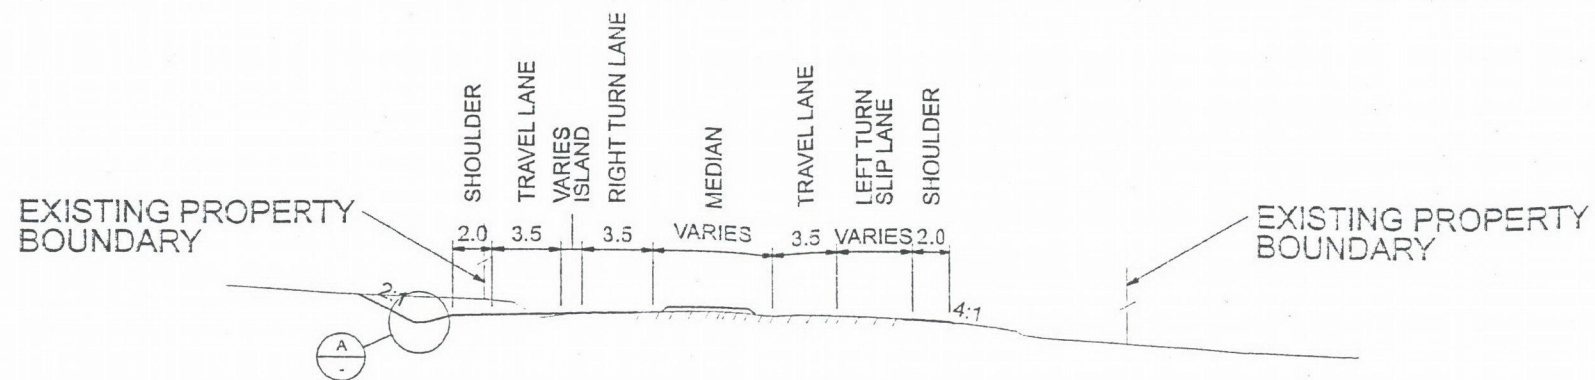 SHOULDER
TRAVEL LANE
VARIES
ISLAND
RIGHT TURN LANE
MEDIAN
TRAVEL LANE
LEFT TURN
SLIP LANE
SHOULDER
EXISTING PROPERTY
BOUNDARY
2.0
3.5
3.5
VARIES
3.5
VARIES
2.0
EXISTING PROPERTY
BOUNDARY
2:1
4:1
A
-